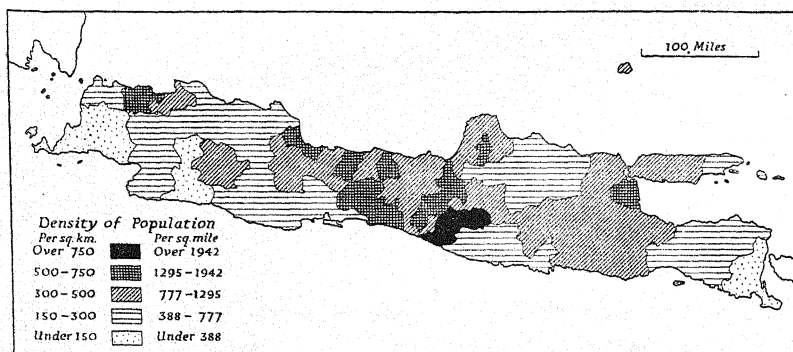 100 Miles
Density of Population
Per sq. km. Per sq. mile
Over 750 Over 1942
500-750 1295-1942
300-500 777-1295
150-300 388-777
Under 150 Under 388